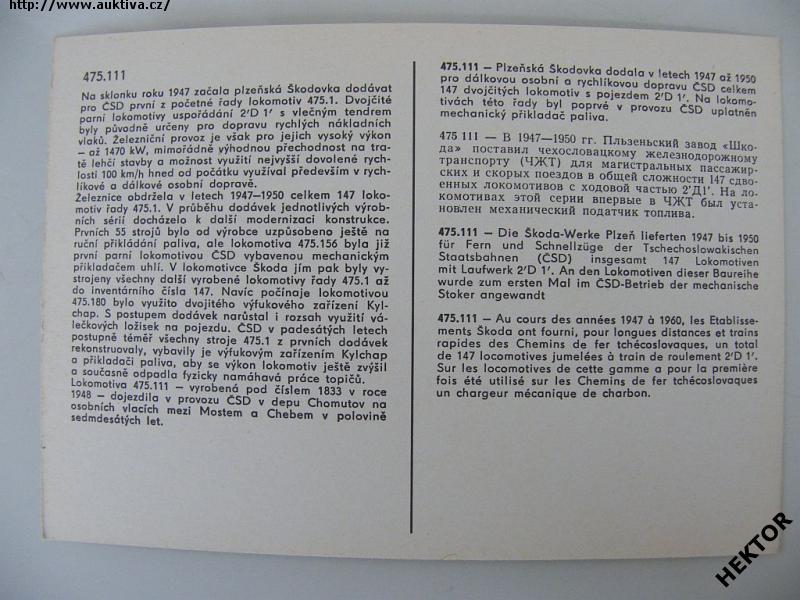 http://www.auktiva.cz/
475.111
Na sklonku roku 1947 začala plzeňská Škodovka dodávat
pro ČSD první z početné řady lokomotiv 475.1. Dvojčité
parní lokomotivy uspořádání 2'D 1' s vlečným tendrem
byly původně určeny pro dopravu rychlých nákladních
vlaků. Železniční provoz je však pro jejich vysoký výkon
– až 1470 kW, mimořádně výhodnou přechodnost na tra-
tě lehčí stavby a možnost využití nejvyšší dovolené rych-
losti 100 km/h hned od počátku využíval především v rych-
líkové a dálkové osobní dopravě.
Železnice obdržela v letech 1947–1950 celkem 147 loko-
motiv řady 475.1. V průběhu dodávek jednotlivých výrob-
ních sérií docházelo k další modernizaci konstrukce.
Prvních 55 strojů bylo od výrobce uzpůsobeno ještě na
ruční přikládání paliva, ale lokomotiva 475.156 byla již
první parní lokomotivou ČSD vybavenou mechanickým
přikladačem uhlí. V lokomotivce Škoda jím pak byly vy-
strojeny všechny další vyrobené lokomotivy řady 475.1 až
do inventárního čísla 147. Navíc počínaje lokomotivou
475.180 bylo využito dvojitého výfukového zařízení Kyl-
chap. S postupem dodávek narůstal i rozsah využití vá-
lečkových ložisek na pojezdu. ČSD v padesátých letech
postupně téměř všechny stroje 475.1 z prvních dodávek
rekonstruovaly, vybavily je výfukovým zařízením Kylchap
a přikladači paliva, aby se výkon lokomotiv ještě zvýšil
a současně odpadla fyzicky namáhavá práce topičů.
Lokomotiva 475.111 – vyrobená pod číslem 1833 v roce
1948 – dojezdila v provozu ČSD v depu Chomutov na
osobních vlacích mezi Mostem a Chebem v polovině
sedmdesátých let.
475.111 – Plzeňská Škodovka dodala v letech 1947 až 1950
pro dálkovou osobní a rychlíkovou dopravu ČSD celkem
147 dvojčitých lokomotiv s pojezdem 2'D 1'. Na lokomo-
tivách této řady byl poprvé v provozu ČSD uplatněn
mechanický přikladač paliva.
475 111 – В 1947—1950 гг. Пльзеньский завод «Шко-
да» поставил чехословацкому железнодорожному
транспорту (ЧЖТ) для магистральных пассажир-
ских и скорых поездов в общей сложности 147 сдво-
енных локомотивов с ходовой частью 2'Д1'. На ло-
комотивах этой серии впервые в ЧЖТ был уста-
новлен механический податчик топлива.
475.111 – Die Škoda-Werke Plzeň lieferten 1947 bis 1950
für Fern und Schnellzüge der Tschechoslowakischen
Staatsbahnen (ČSD) insgesamt 147 Lokomotiven
mit Laufwerk 2'D 1'. An den Lokomotiven dieser Baureihe
wurde zum ersten Mal im ČSD-Betrieb der mechanische
Stoker angewandt
475.111 – Au cours des années 1947 à 1960, les Etablisse-
ments Škoda ont fourni, pour longues distances et trains
rapides des Chemins de fer tchécoslovaques, un total
de 147 locomotives jumelées à train de roulement 2'D 1'.
Sur les locomotives de cette gamme a pour la première
fois été utilisé sur les Chemins de fer tchécoslovaques
un chargeur mécanique de charbon.
HEKTOR